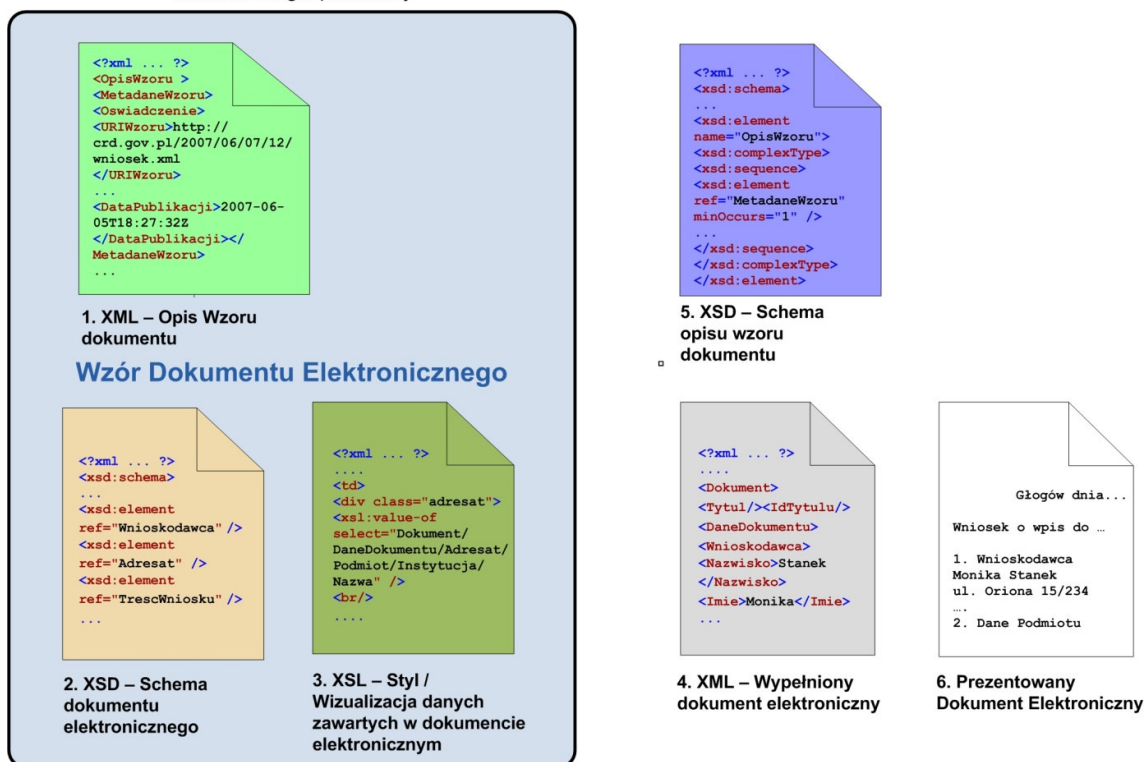 <?xml ... ?>
<OpisWzoru >
<MetadaneWzoru>
<Oswiadczenie>
<URIWzoru>http://
crd.gov.pl/2007/06/07/12/
wniosek.xml
</URIWzoru>
...
<DataPublikacji>2007-06-
05T18:27:32Z
</DataPublikacji></
MetadaneWzoru>
...
1. XML – Opis Wzoru
dokumentu
<?xml ... ?>
<xsd:schema>
...
<xsd:element
name="OpisWzoru">
<xsd:complexType>
<xsd:sequence>
<xsd:element
ref="MetadaneWzoru"
minOccurs="1" />
...
</xsd:sequence>
</xsd:complexType>
</xsd:element>
5. XSD – Schema
opisu wzoru
dokumentu
Wzór Dokumentu Elektronicznego
<?xml ... ?>
<xsd:schema>
...
<xsd:element
ref="Wnioskodawca" />
<xsd:element
ref="Adresat" />
<xsd:element
ref="TrescWniosku" />
...
2. XSD – Schema
dokumentu
elektronicznego
<?xml ... ?>
....
<td>
<div class="adresat">
<xsl:value-of
select="Dokument/
DaneDokumentu/Adresat/
Podmiot/Instytucja/
Nazwa" />
<br/>
....
3. XSL – Styl /
Wizualizacja danych
zawartych w dokumencie
elektronicznym
<?xml ... ?>
....
<Dokument>
<Tytul/><IdTytulu/>
<DaneDokumentu>
<Wnioskodawca>
<Nazwisko>Stanek
</Nazwisko>
<Imie>Monika</Imie>
...
4. XML – Wypełniony
dokument elektroniczny
Głogów dnia...
Wniosek o wpis do …
1. Wnioskodawca
Monika Stanek
ul. Oriona 15/234
….
2. Dane Podmiotu
6. Prezentowany
Dokument Elektroniczny